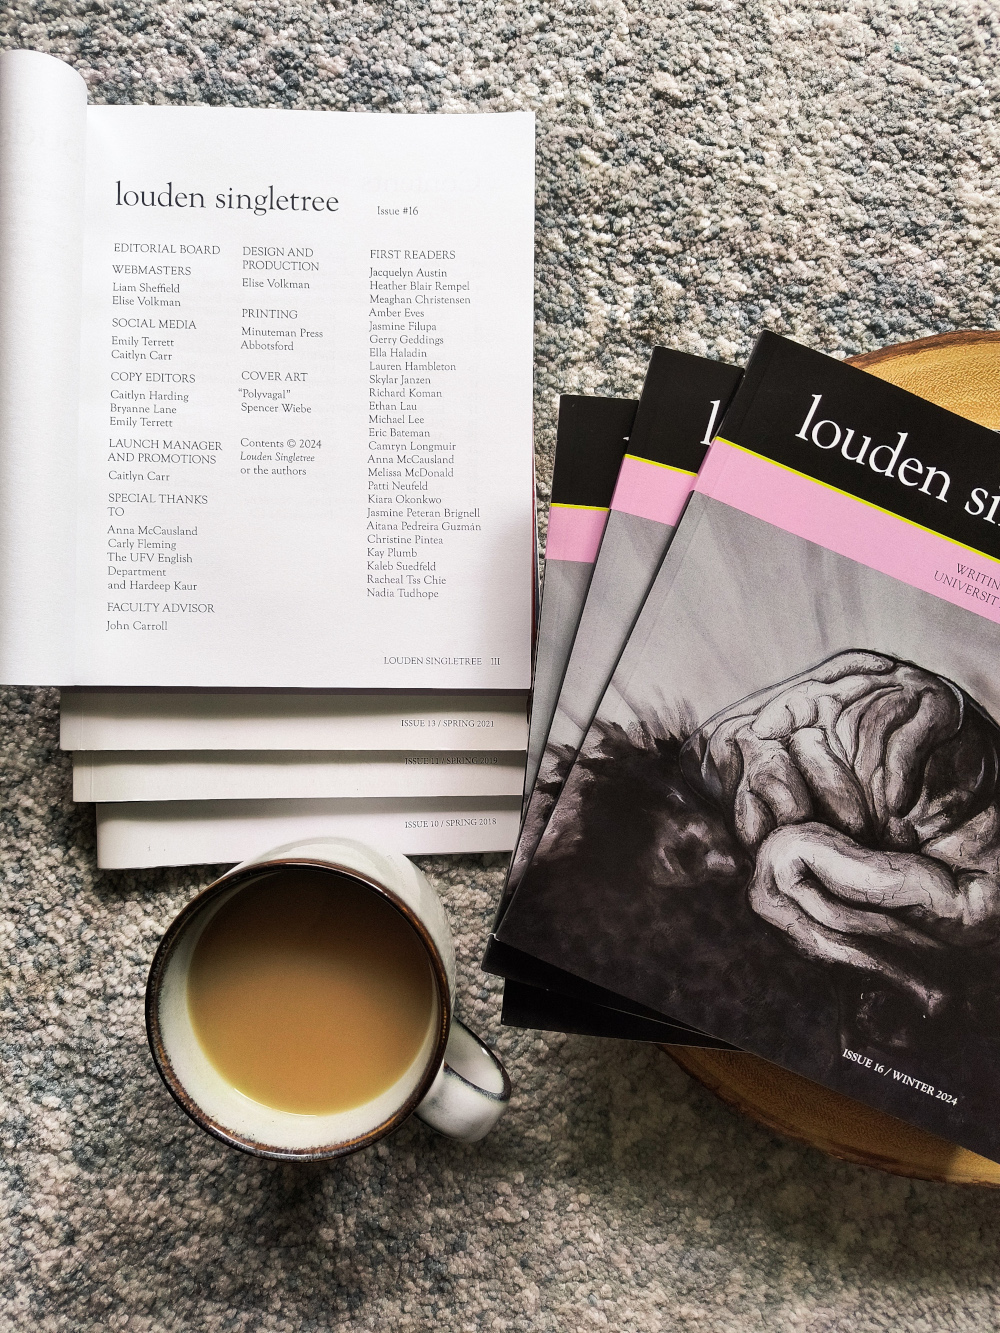 louden singletree
Issue #16
EDITORIAL BOARD
WEBMASTERS
Liam Sheffield
Elise Volkman
SOCIAL MEDIA
Emily Terrett
Caitlyn Carr
COPY EDITORS
Caitlyn Harding
Bryanne Lane
Emily Terrett
LAUNCH MANAGER
AND PROMOTIONS
Caitlyn Carr
SPECIAL THANKS
TO
Anna McCausland
Carly Fleming
The UFV English
Department
and Hardeep Kaur
FACULTY ADVISOR
John Carroll
DESIGN AND
PRODUCTION
Elise Volkman
PRINTING
Minuteman Press
Abbotsford
COVER ART
“Polyvagal”
Spencer Wiebe
Contents © 2024
Louden Singletree
or the authors
FIRST READERS
Jacquelyn Austin
Heather Blair Rempel
Meaghan Christensen
Amber Eves
Jasmine Filupa
Gerry Geddings
Ella Haladin
Lauren Hambleton
Skylar Janzen
Richard Koman
Ethan Lau
Michael Lee
Eric Bateman
Camryn Longmuir
Anna McCausland
Melissa McDonald
Patti Neufeld
Kiara Okonkwo
Jasmine Peteran Brignell
Aitana Pedreira Guzmán
Christine Pintea
Kay Plumb
Kaleb Suedfeld
Racheal Tss Chie
Nadia Tudhope
LOUDEN SINGLETREE III
ISSUE 13 / SPRING 2021
ISSUE 11 / SPRING 2019
ISSUE 10 / SPRING 2018
l
louden si
WRITIN
UNIVERSIT
ISSUE 16 / WINTER 2024